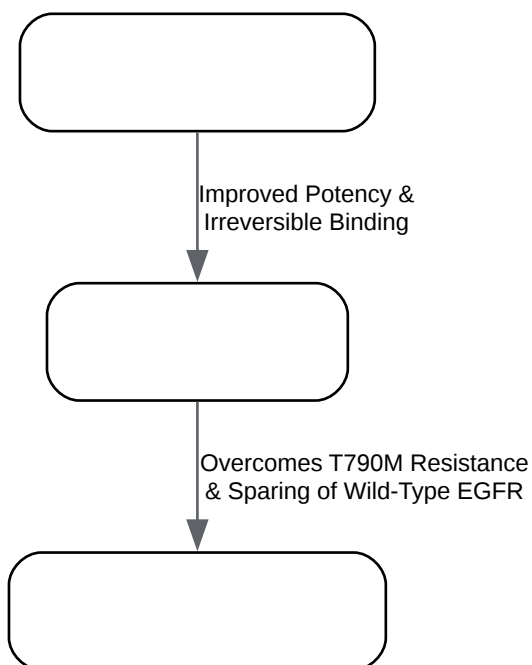 Improved Potency &
Irreversible Binding
Overcomes T790M Resistance
& Sparing of Wild-Type EGFR